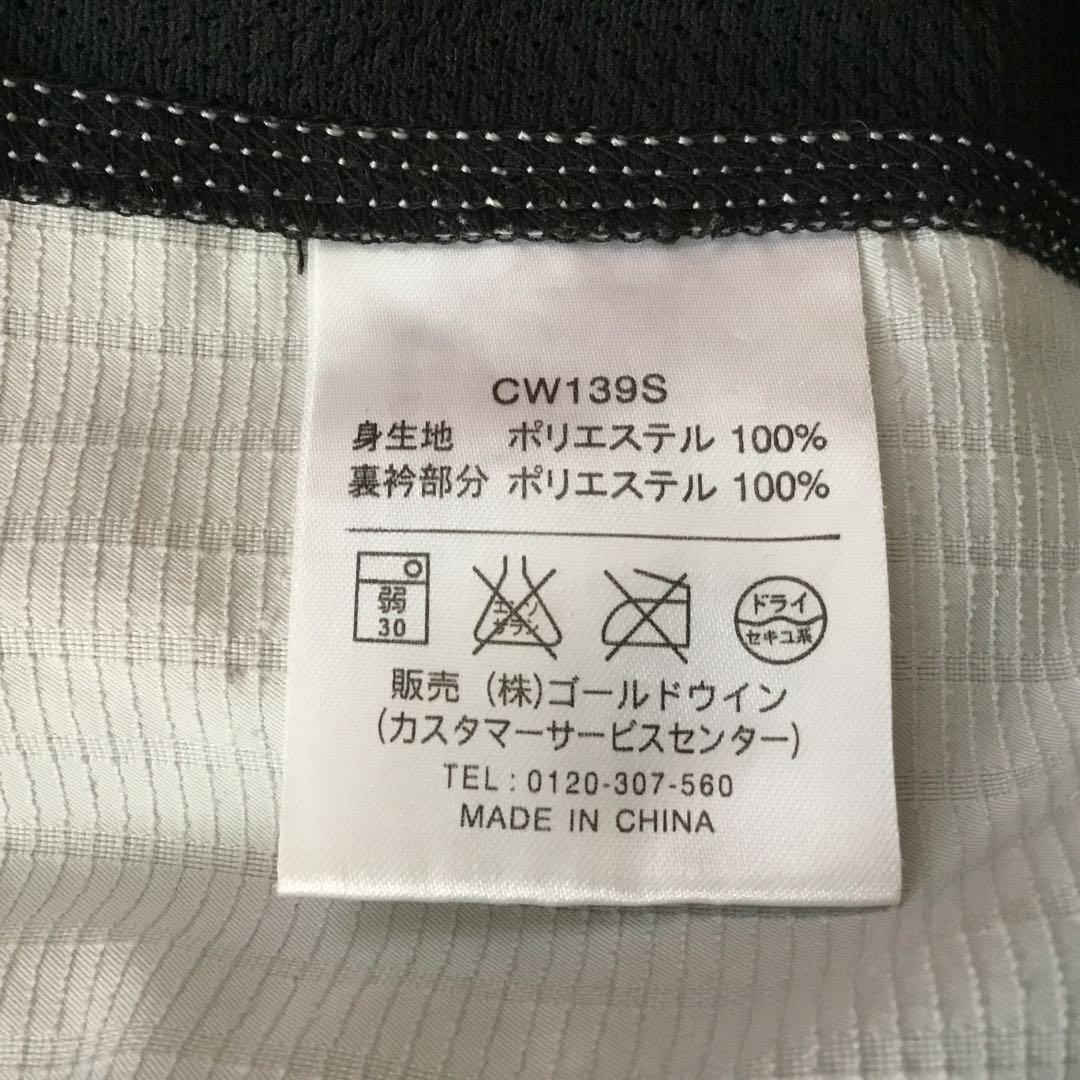 CW139S
身生地 ポリエステル 100%
裏衿部分 ポリエステル 100%
弱
30
エンソ
サラシ
ドライ
セキユ系
販売 (株)ゴールドウイン
(カスタマーサービスセンター)
TEL : 0120-307-560
MADE IN CHINA